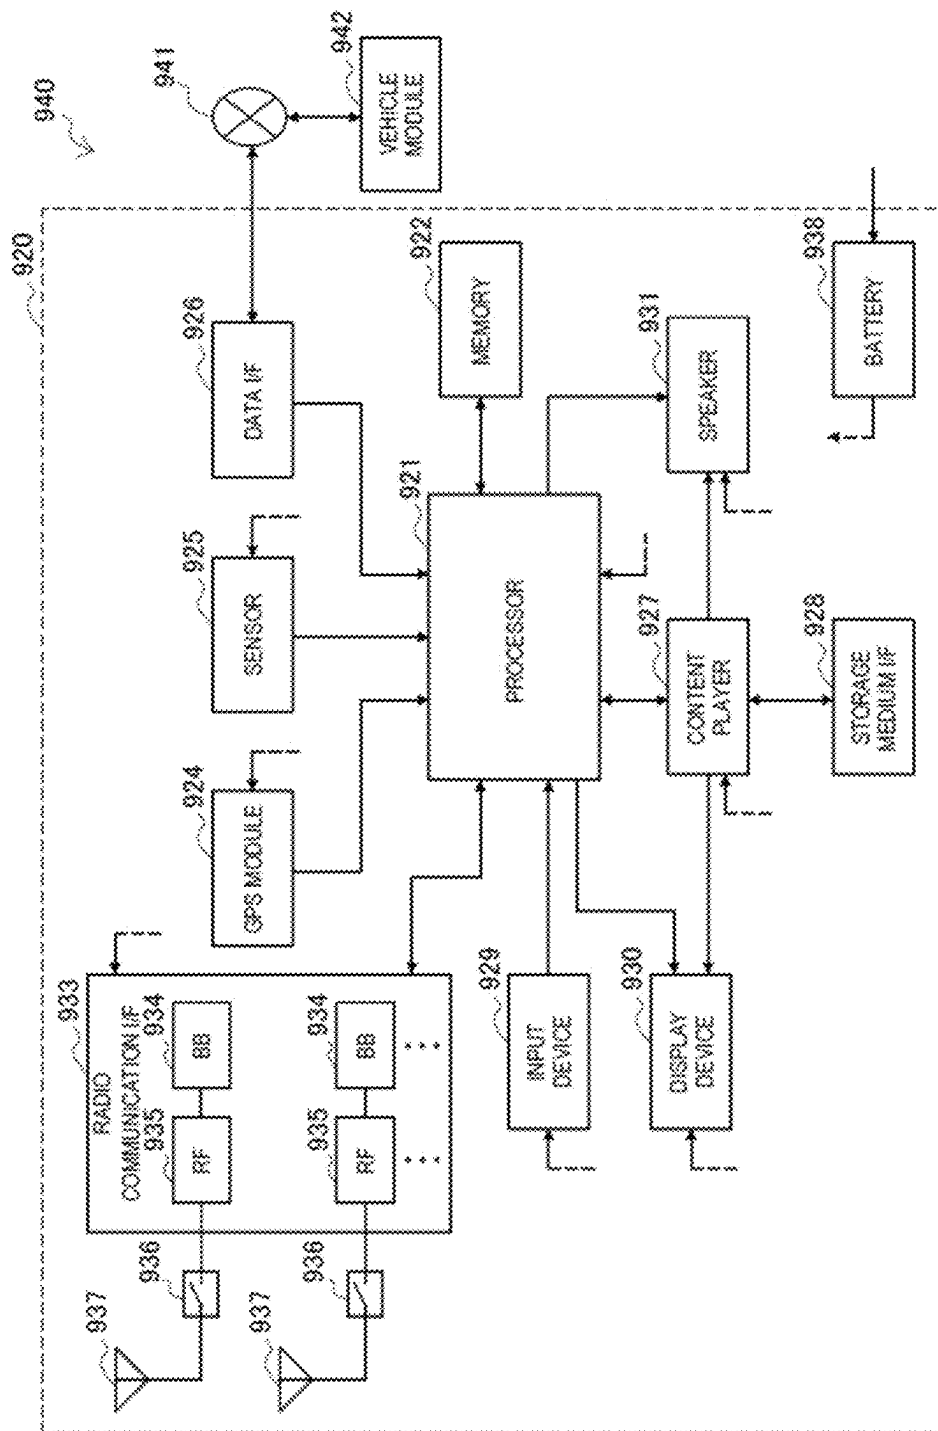 940
920
941
942
VEHICLE
MODULE
933
RADIO
COMMUNICATION I/F
937
936
935
RF
934
BB
937
936
935
RF
934
BB
924
GPS MODULE
925
SENSOR
926
DATA I/F
921
PROCESSOR
922
MEMORY
929
INPUT
DEVICE
930
DISPLAY
DEVICE
927
CONTENT
PLAYER
931
SPEAKER
928
STORAGE
MEDIUM I/F
938
BATTERY